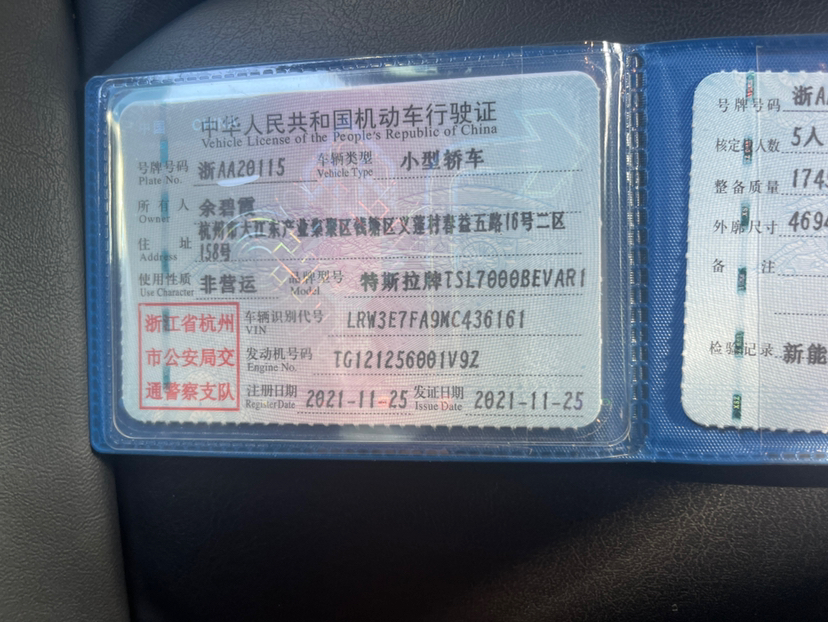 中华人民共和国机动车行驶证
Vehicle License of the People's Republic of China
号牌号码 浙AA20115 车辆类型 小型轿车
Plate No. Vehicle Type
所有人 余碧霞
Owner
住址 杭州市大江东产业集聚区钱塘区义蓬村春益五路16号二区
Address 158号
使用性质 非营运 品牌型号 特斯拉牌TSL7000BEVAR1
Use Character Model
浙江省杭州
市公安局交
通警察支队
车辆识别代号 LRW3E7FA9MC436161
VIN
发动机号码 TG121256001V9Z
Engine No.
注册日期 2021-11-25 发证日期 2021-11-25
Register Date Issue Date
号牌号码 浙A
核定人数 5人
整备质量 174
外廓尺寸 4694
备注
检验记录 新能